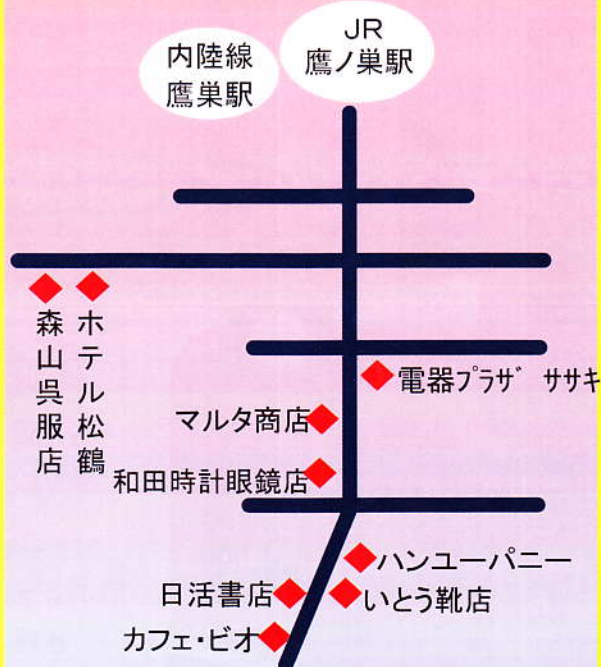 内陸線
鷹巣駅
JR
鷹ノ巣駅
森山呉服店
ホテル松鶴
電器プラザ ササキ
マルタ商店
和田時計眼鏡店
ハンユーパニー
日活書店
いとう靴店
カフェ・ビオ